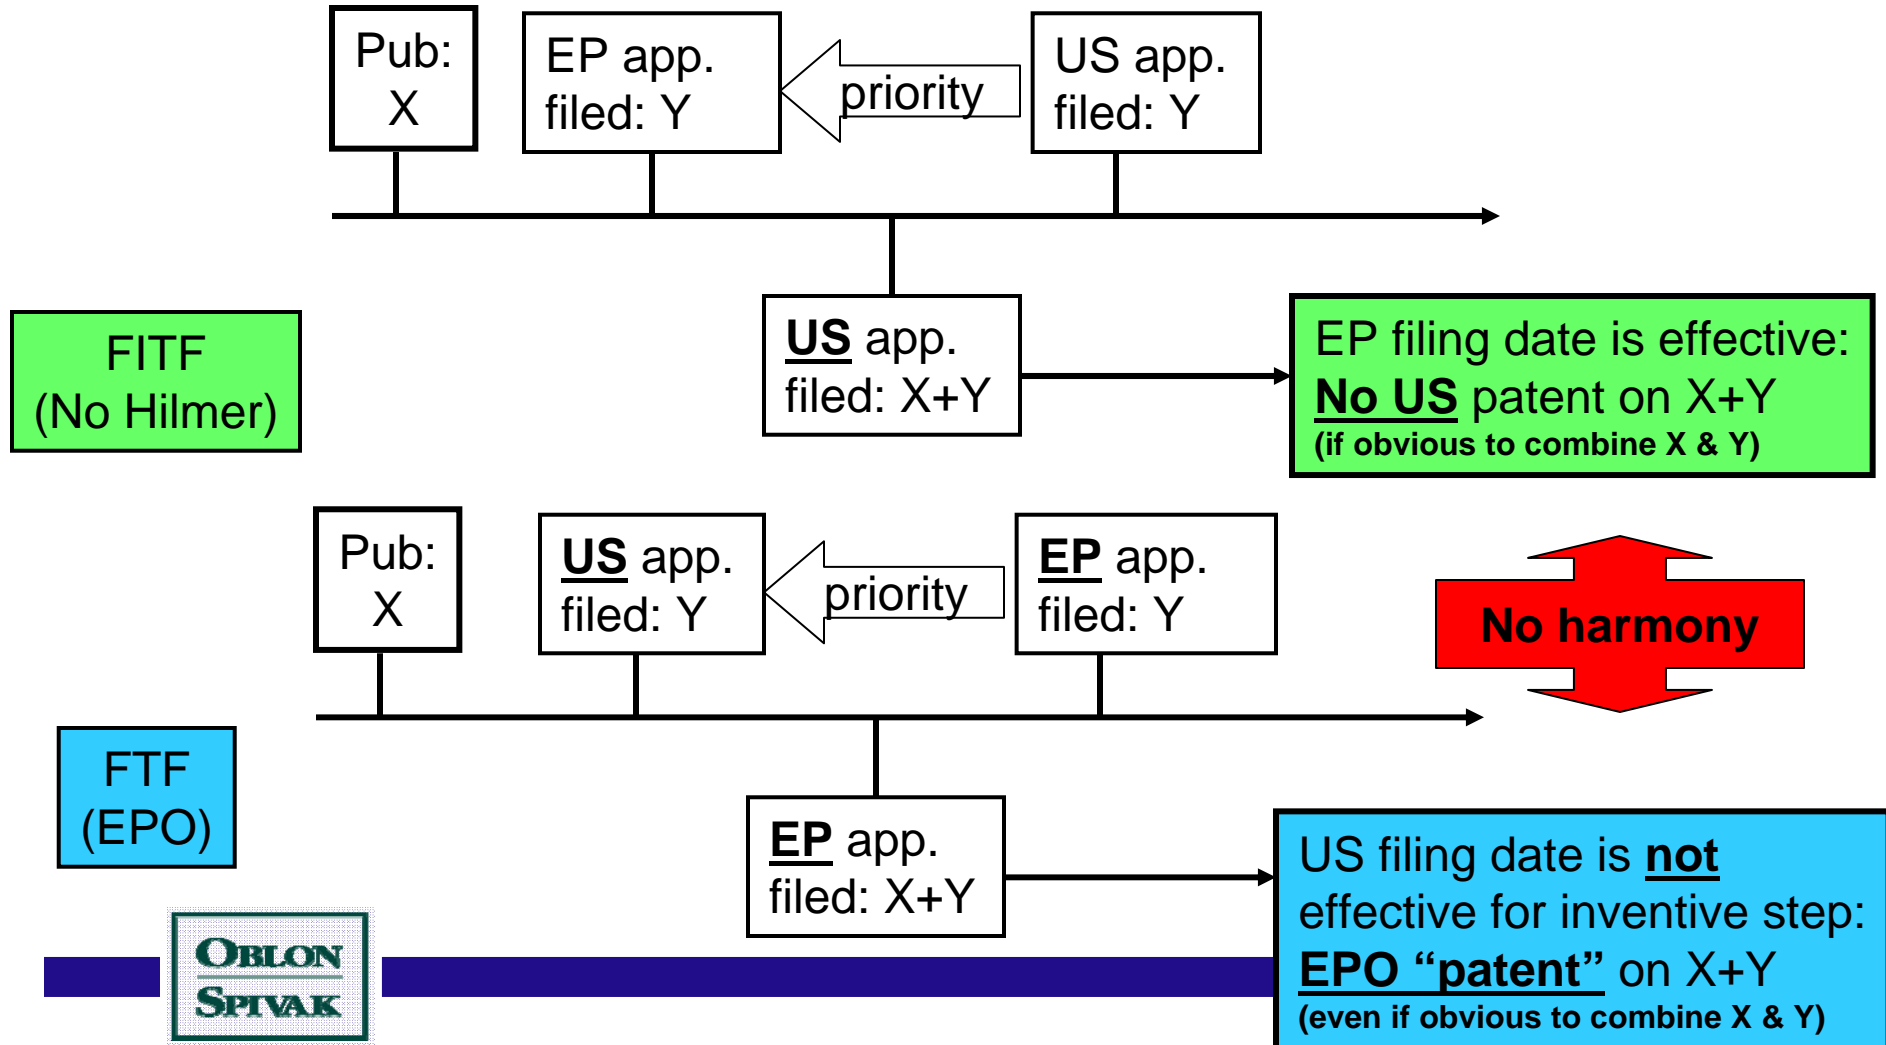 Pub:
X
EP app.
filed: Y
priority
US app.
filed: Y
FITF
(No Hilmer)
US app.
filed: X+Y
EP filing date is effective:
No US patent on X+Y
(if obvious to combine X & Y)
Pub:
X
US app.
filed: Y
priority
EP app.
filed: Y
No harmony
FTF
(EPO)
EP app.
filed: X+Y
US filing date is not
effective for inventive step:
EPO “patent” on X+Y
(even if obvious to combine X & Y)
OBLON
SPIVAK